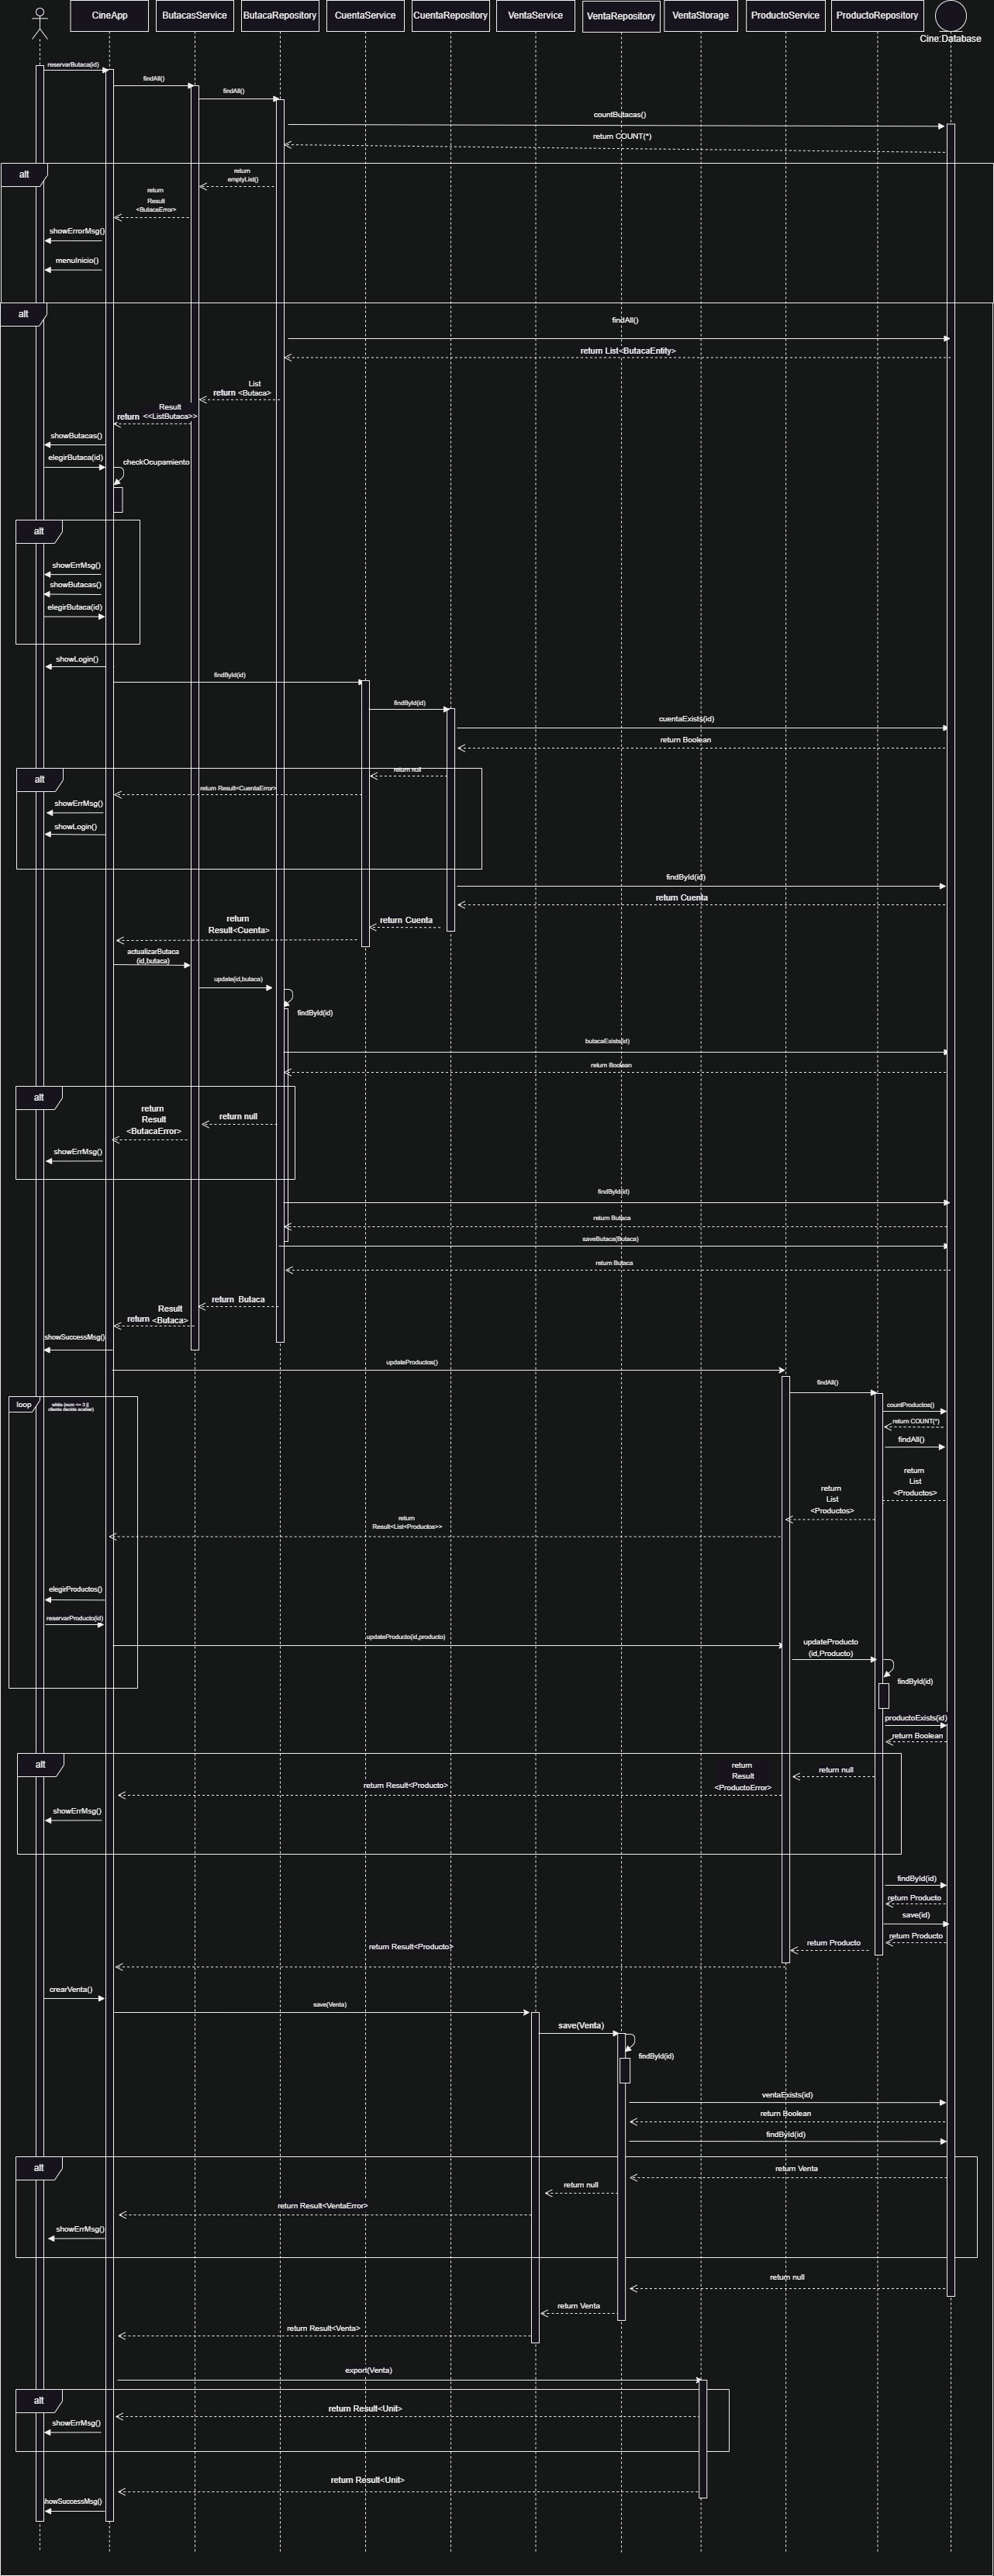 CineApp
ButacasService
ButacaRepository
CuentaService
CuentaRepository
VentaService
VentaRepository
VentaStorage
ProductoService
ProductoRepository
Cine:Database
reservarButaca(id)
findAll()
findAll()
countButacas()
return COUNT(*)
alt
return
emptyList()
return
Result
<ButacaError>
showErrorMsg()
menuInicio()
alt
findAll()
return List<ButacaEntity>
List
return <Butaca>
Result
return <<ListButaca>>
showButacas()
elegirButaca(id)
checkOcupamiento
alt
showErrMsg()
showButacas()
elegirButaca(id)
showLogin()
findById(id)
findById(id)
cuentaExists(id)
return Boolean
alt
return null
return Result<CuentaError>
showErrMsg()
showLogin()
findById(id)
return Cuenta
return Cuenta
return
Result<Cuenta>
actualizarButaca
(id,butaca)
update(id,butaca)
findById(id)
butacaExists(id)
return Boolean
alt
return
Result
<ButacaError>
return null
showErrMsg()
findById(id)
return Butaca
saveButaca(Butaca)
return Butaca
return Butaca
Result
return <Butaca>
showSuccessMsg()
updateProductos()
findAll()
loop
while (num <= 3 ||
cliente decida acabar)
countProductos()
return COUNT(*)
findAll()
return
List
<Productos>
return
List
<Productos>
return
Result<List<Productos>>
elegirProductos()
reservarProducto(id)
updateProducto(id,producto)
updateProducto
(id,Producto)
findById(id)
productoExists(id)
return Boolean
alt
return
Result
<ProductoError>
return null
return Result<Producto>
showErrMsg()
findById(id)
return Producto
save(id)
return Producto
return Producto
return Result<Producto>
crearVenta()
save(Venta)
save(Venta)
findById(id)
ventaExists(id)
return Boolean
findById(id)
alt
return Venta
return null
return Result<VentaError>
showErrMsg()
return null
return Venta
return Result<Venta>
export(Venta)
alt
return Result<Unit>
showErrMsg()
return Result<Unit>
howSuccessMsg()